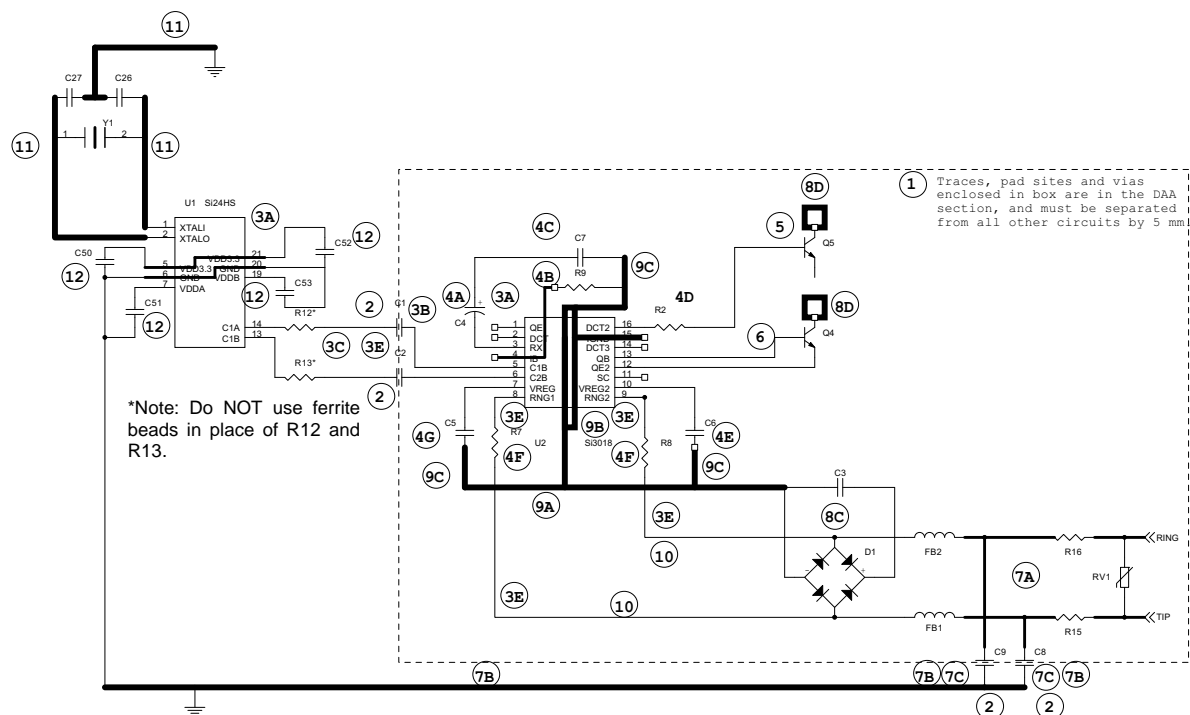 11
C27
C26
Y1
1
2
11
11
1
Traces, pad sites and vias
enclosed in box are in the DAA
section, and must be separated
from all other circuits by 5 mm
8D
U1 Si24HS
3A
5
Q5
1
XTALI
2
XTALO
12
C52
4C
C7
C50
5
VDD3.3
VDD3.3
21
6
GND
GND
20
7
VDDA
VDDB
19
12
C53
12
4B
R9
9C
C51
12
2
C1
3B
4A
3A
R2
4D
8D
C4
+
R12*
C1A
14
C1B
13
3C
3E
C2
R13*
2
6
Q4
1
QE
2
DCT
3
RX
4
IB
5
C1B
6
C2B
7
VREG
8
RNG1
DCT2
16
IGND
15
DCT3
14
QB
13
QE2
12
SC
11
VREG2
10
RNG2
9
*Note: Do NOT use ferrite
beads in place of R12 and
R13.
C5
4G
3E
R7
4F
U2
9B
Si3018
3E
4F
R8
C6
4E
9C
9C
9A
C3
8C
3E
10
D1
-
+
FB2
R16
RING
7A
RV1
3E
10
FB1
R15
TIP
7B
7B
7C
C9
C8
7C
7B
2
2